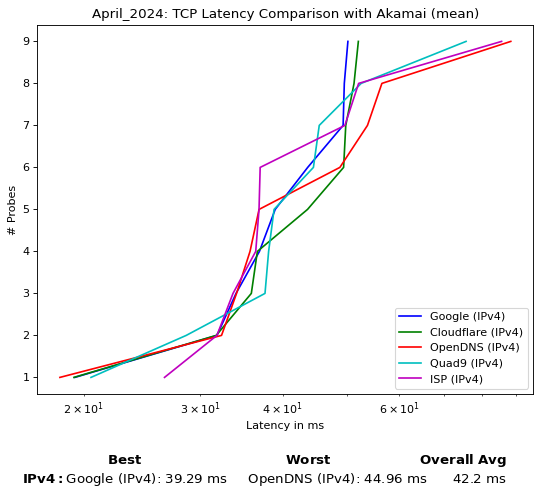 April_2024: TCP Latency Comparison with Akamai (mean)
# Probes
9
8
7
6
5
4
3
2
1
Google (IPv4)
Cloudflare (IPv4)
OpenDNS (IPv4)
Quad9 (IPv4)
ISP (IPv4)
2 × 10¹ 3 × 10¹ 4 × 10¹ 6 × 10¹
Latency in ms
Best Worst Overall Avg
IPv4: Google (IPv4): 39.29 ms OpenDNS (IPv4): 44.96 ms 42.2 ms